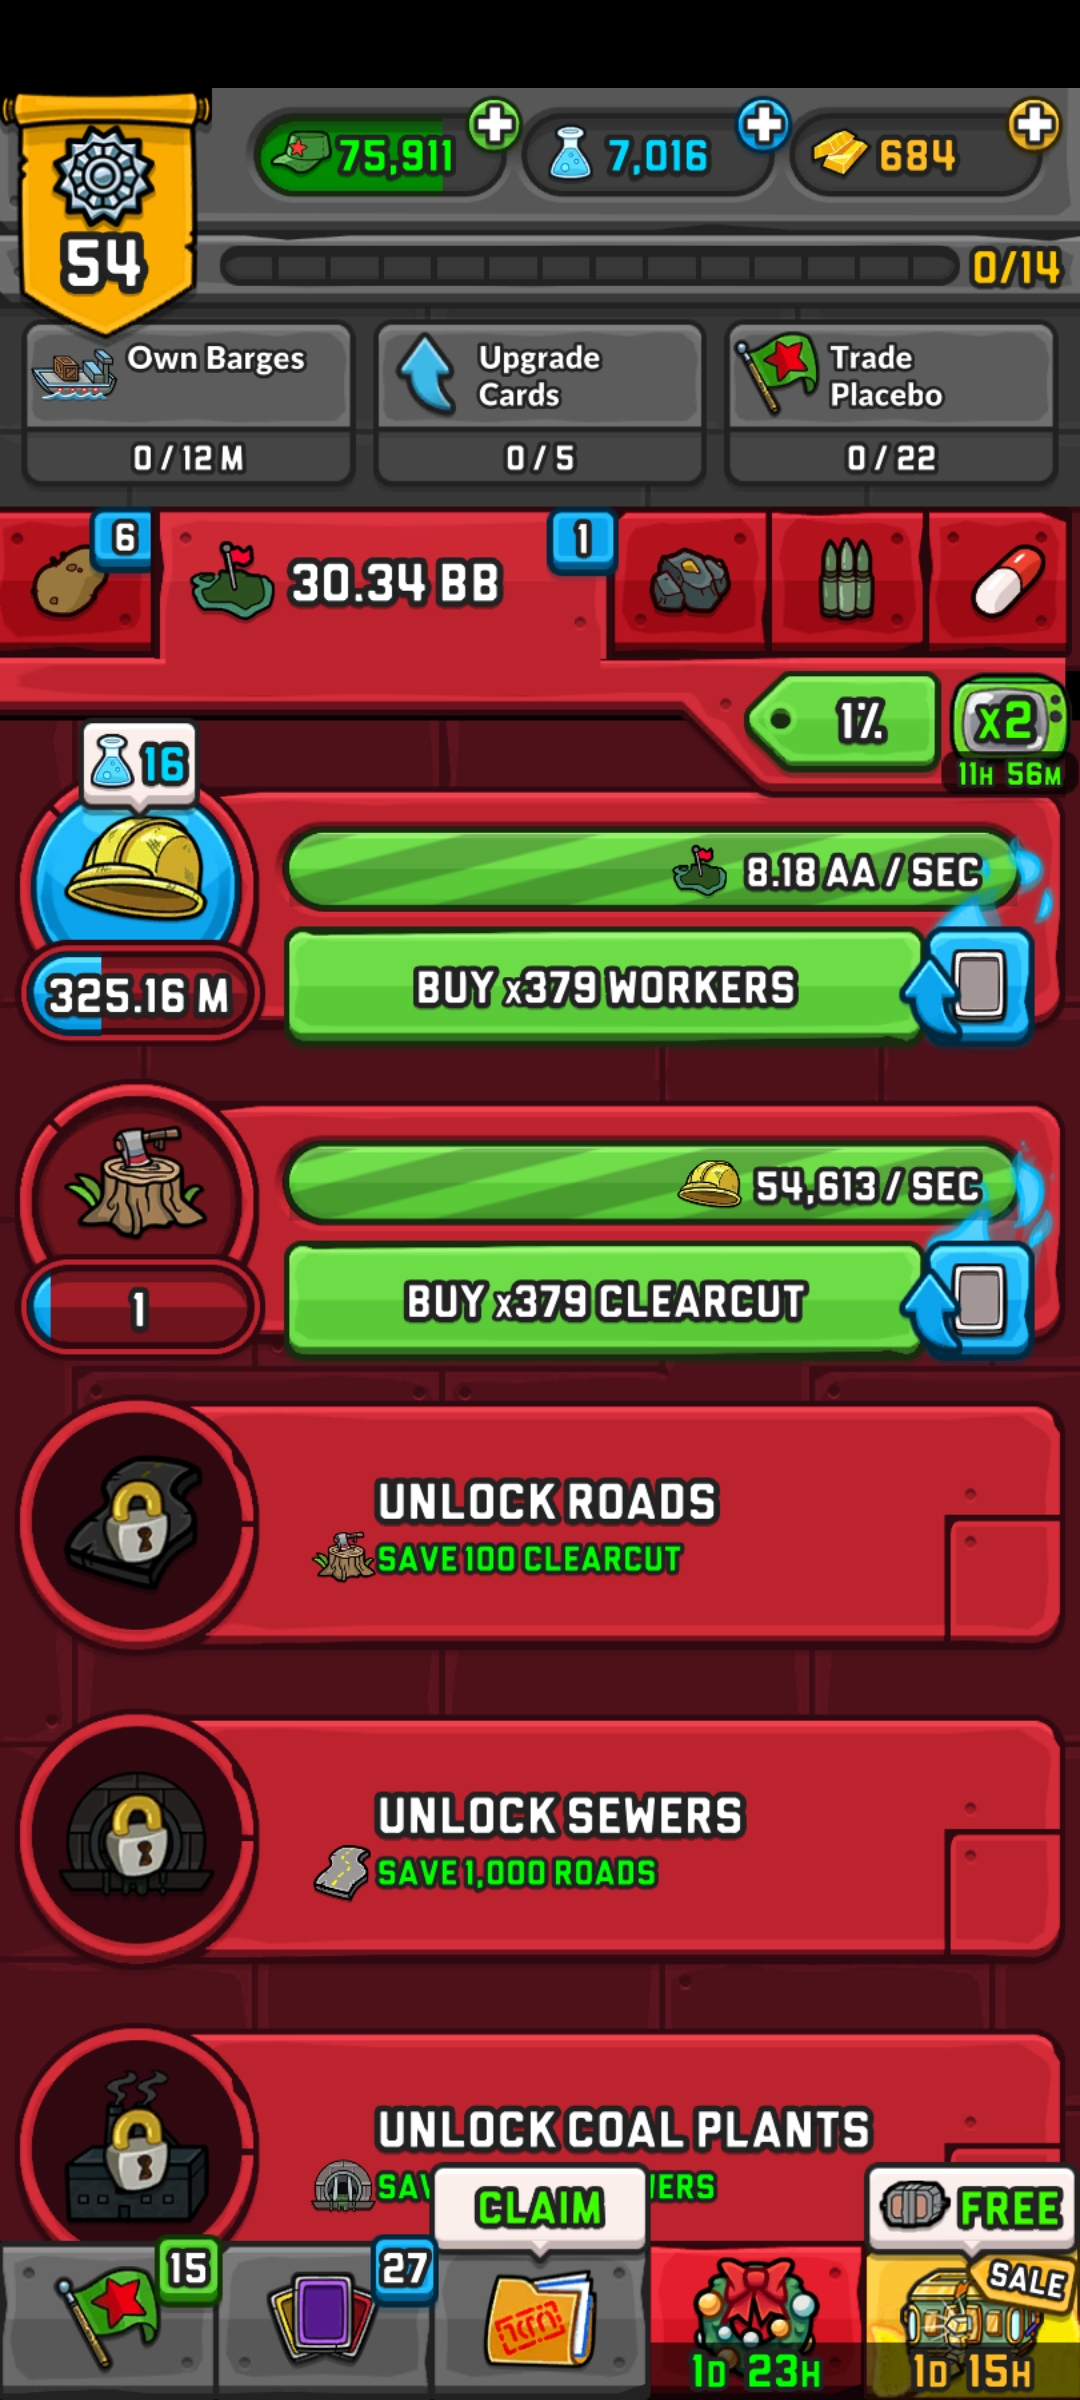 75,911
7,016
684
54
0/14
Own Barges
0 / 12 M
Upgrade
Cards
0 / 5
Trade
Placebo
0 / 22
6
30.34 BB
1
1%
x2
11H 56M
16
8.18 AA / SEC
325.16 M
BUY x379 WORKERS
54,613 / SEC
1
BUY x379 CLEARCUT
UNLOCK ROADS
SAVE 100 CLEARCUT
UNLOCK SEWERS
SAVE 1,000 ROADS
UNLOCK COAL PLANTS
CLAIM
FREE
15
27
SALE
1D 23H
1D 15H